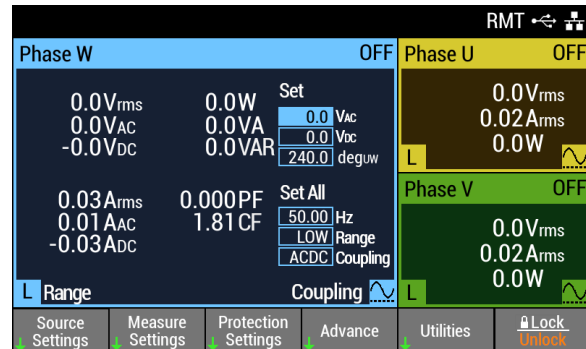 RMT
Phase W OFF
0.0Vrms 0.0W
0.0VAC 0.0VA
-0.0VDC 0.0VAR
Set
0.0 VAC
0.0 VDC
240.0 degUW
0.03Arms 0.000PF
0.01AAC 1.81CF
-0.03ADC
Set All
50.00 Hz
LOW Range
ACDC Coupling
L Range Coupling
Phase U OFF
0.0Vrms
0.02Arms
0.0W
L
Phase V OFF
0.0Vrms
0.02Arms
0.0W
L
Source Settings
Measure Settings
Protection Settings
Advance
Utilities
Lock
Unlock